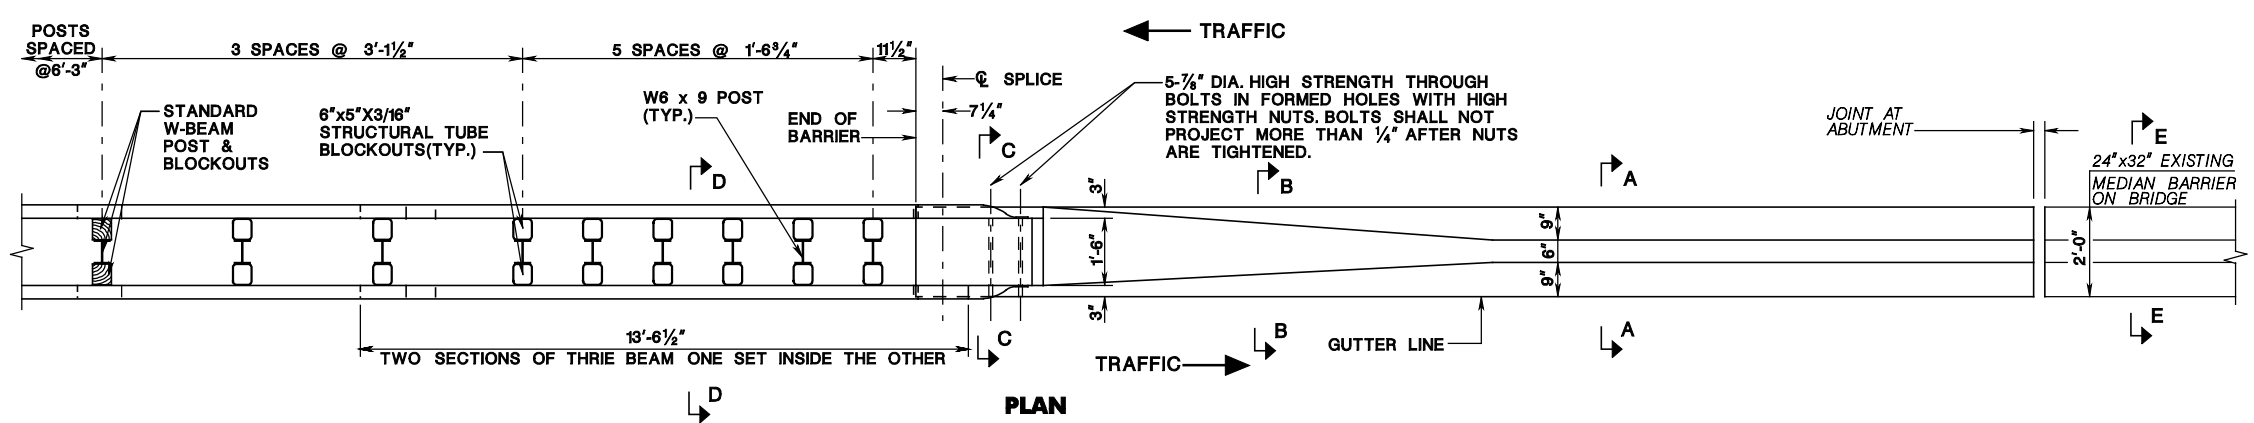 POSTS
SPACED
@6'-3"
3 SPACES @ 3'-1½"
5 SPACES @ 1'-6¾"
11½"
TRAFFIC
℄ SPLICE
7¼"
STANDARD
W-BEAM
POST &
BLOCKOUTS
6"x5"X3/16"
STRUCTURAL TUBE
BLOCKOUTS(TYP.)
W6 x 9 POST
(TYP.)
END OF
BARRIER
5-⅞" DIA. HIGH STRENGTH THROUGH
BOLTS IN FORMED HOLES WITH HIGH
STRENGTH NUTS. BOLTS SHALL NOT
PROJECT MORE THAN ¼" AFTER NUTS
ARE TIGHTENED.
JOINT AT
ABUTMENT
24"x32" EXISTING
MEDIAN BARRIER
ON BRIDGE
C
D
B
A
E
3"
1'-6"
3"
9"
6"
9"
2'-0"
13'-6½"
TWO SECTIONS OF THRIE BEAM ONE SET INSIDE THE OTHER
C
D
B
A
E
GUTTER LINE
TRAFFIC
PLAN